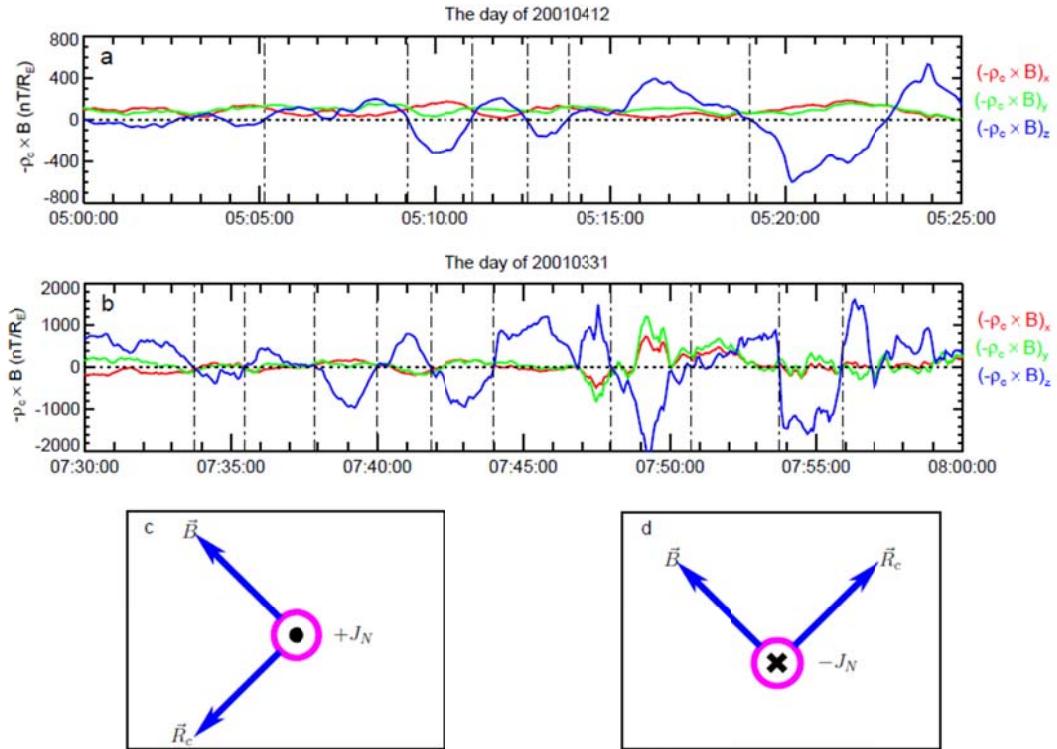 The day of 20010412
a
-ρc × B (nT/RE)
800
400
0
-400
-800
05:00:00 05:05:00 05:10:00 05:15:00 05:20:00 05:25:00
(-ρc × B)x
(-ρc × B)y
(-ρc × B)z
The day of 20010331
b
-ρc × B (nT/RE)
2000
1000
0
-1000
-2000
07:30:00 07:35:00 07:40:00 07:45:00 07:50:00 07:55:00 08:00:00
(-ρc × B)x
(-ρc × B)y
(-ρc × B)z
c
B⃗
+JN
R⃗c
d
B⃗
R⃗c
−JN